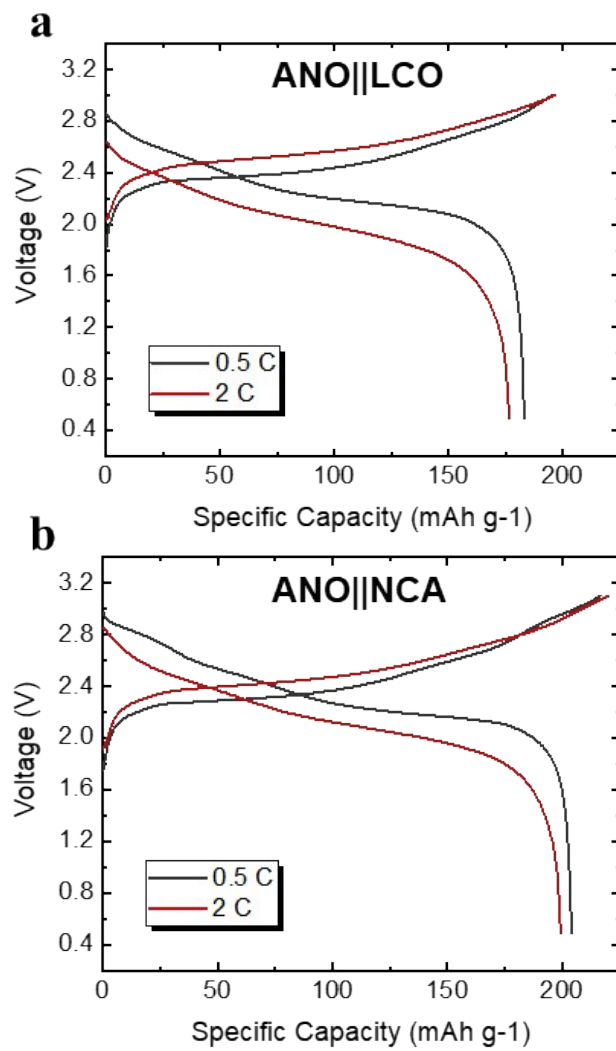 a
ANO||LCO
3.2
2.8
2.4
2.0
1.6
1.2
0.8
0.4
Voltage (V)
0.5 C
2 C
0 50 100 150 200
Specific Capacity (mAh g-1)
b
ANO||NCA
3.2
2.8
2.4
2.0
1.6
1.2
0.8
0.4
Voltage (V)
0.5 C
2 C
0 50 100 150 200
Specific Capacity (mAh g-1)